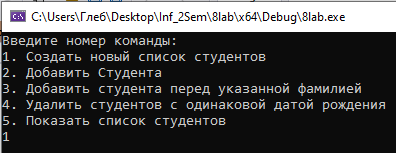 C:\Users\Глеб\Desktop\Inf_2Sem\8lab\x64\Debug\8lab.exe
Введите номер команды:
1. Создать новый список студентов
2. Добавить Студента
3. Добавить студента перед указанной фамилией
4. Удалить студентов с одинаковой датой рождения
5. Показать список студентов
1